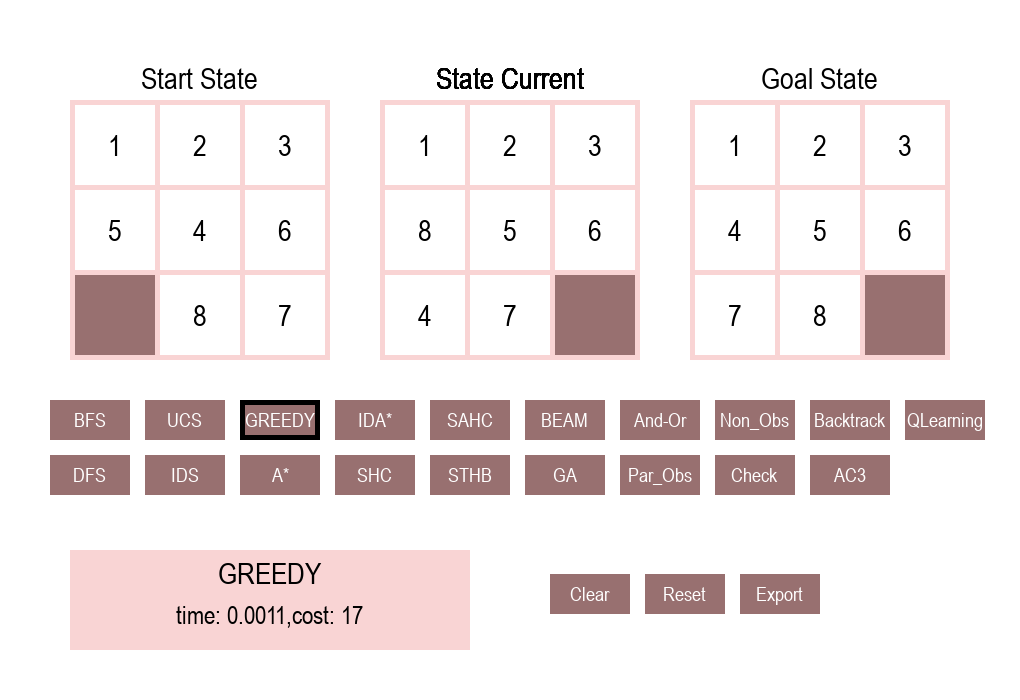 Start State State Current Goal State
1 2 3 1 2 3 1 2 3
5 4 6 8 5 6 4 5 6
8 7 4 7 7 8
BFS UCS GREEDY IDA* SAHC BEAM And-Or Non_Obs Backtrack QLearning
DFS IDS A* SHC STHB GA Par_Obs Check AC3
GREEDY
time: 0.0011,cost: 17
Clear Reset Export